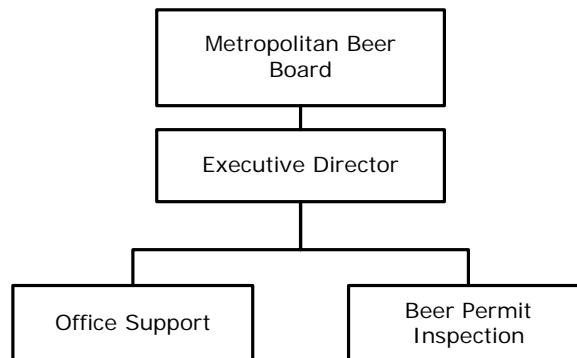 Metropolitan Beer
Board
Executive Director
Office Support
Beer Permit
Inspection